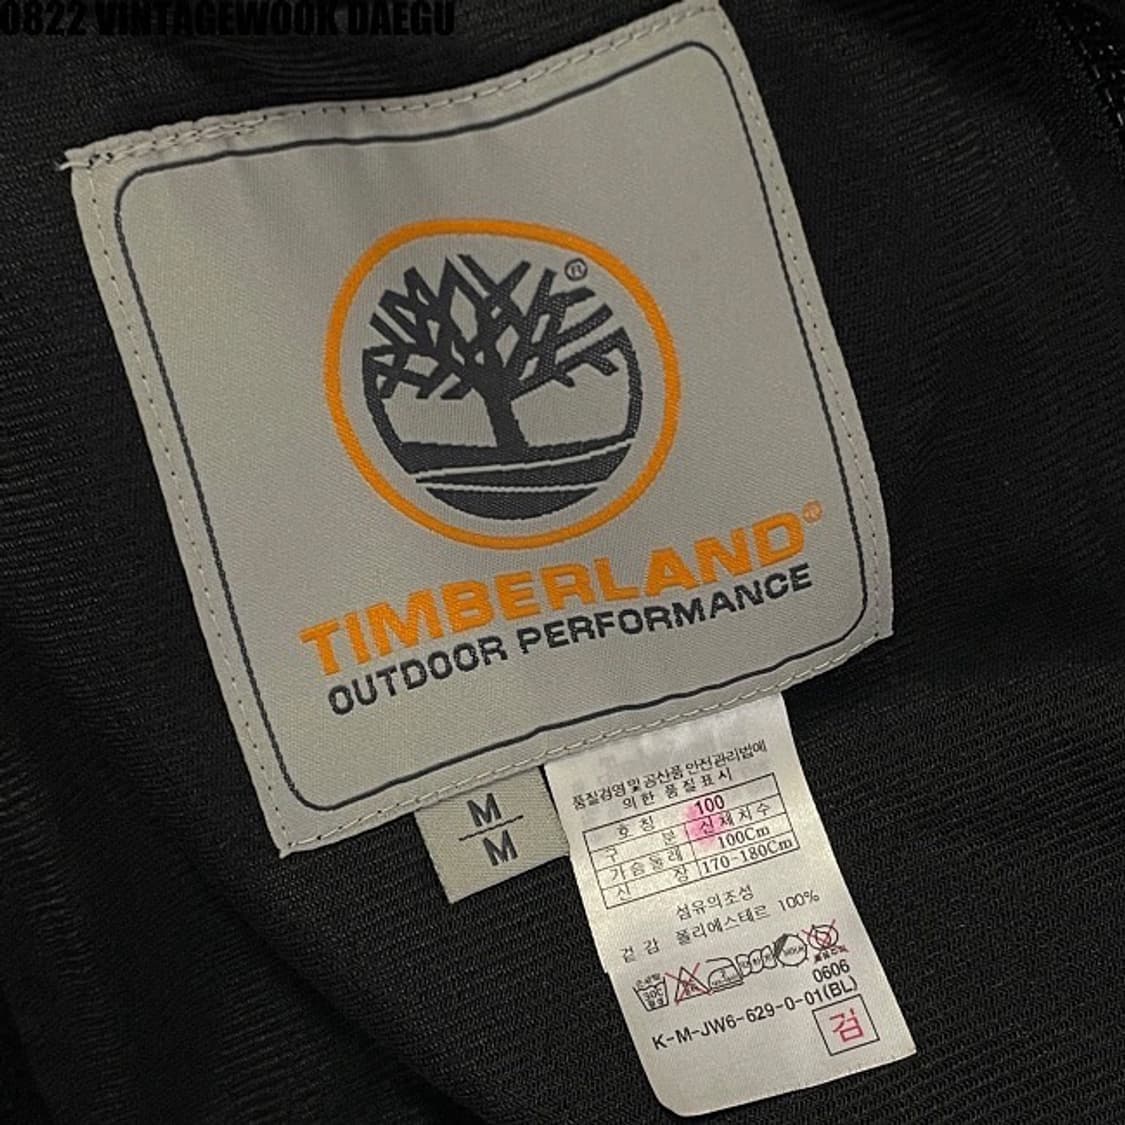 0822 VINTAGEWOOK DAEGU
®
TIMBERLAND®
OUTDOOR PERFORMANCE
M
M
품질경영및공산품안전관리법에
의한 품질표시
호칭 100
구분 신체치수
가슴둘레 100Cm
신장 170-180Cm
섬유의조성
겉감 폴리에스테르 100%
30C
0606
K-M-JW6-629-0-01(BL)
검